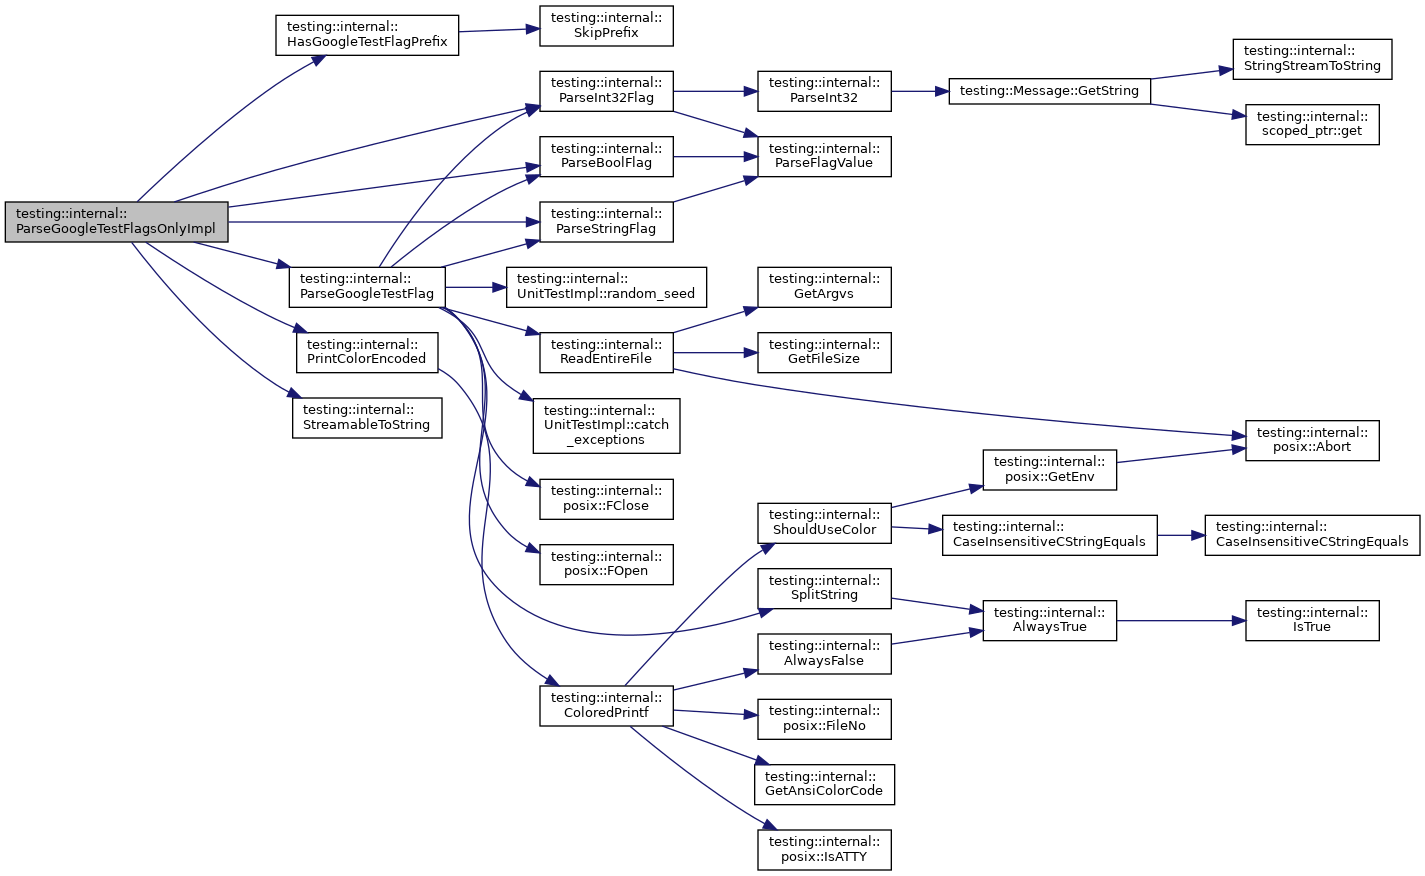 testing::internal::
ParseGoogleTestFlagsOnlyImpl
testing::internal::
HasGoogleTestFlagPrefix
testing::internal::
SkipPrefix
testing::internal::
ParseInt32Flag
testing::internal::
ParseInt32
testing::Message::GetString
testing::internal::
StringStreamToString
testing::internal::
scoped_ptr::get
testing::internal::
ParseBoolFlag
testing::internal::
ParseFlagValue
testing::internal::
ParseStringFlag
testing::internal::
ParseGoogleTestFlag
testing::internal::
UnitTestImpl::random_seed
testing::internal::
GetArgvs
testing::internal::
PrintColorEncoded
testing::internal::
ReadEntireFile
testing::internal::
GetFileSize
testing::internal::
StreamableToString
testing::internal::
UnitTestImpl::catch
_exceptions
testing::internal::
posix::Abort
testing::internal::
posix::GetEnv
testing::internal::
posix::FClose
testing::internal::
ShouldUseColor
testing::internal::
CaseInsensitiveCStringEquals
testing::internal::
CaseInsensitiveCStringEquals
testing::internal::
posix::FOpen
testing::internal::
SplitString
testing::internal::
AlwaysTrue
testing::internal::
IsTrue
testing::internal::
AlwaysFalse
testing::internal::
ColoredPrintf
testing::internal::
posix::FileNo
testing::internal::
GetAnsiColorCode
testing::internal::
posix::IsATTY